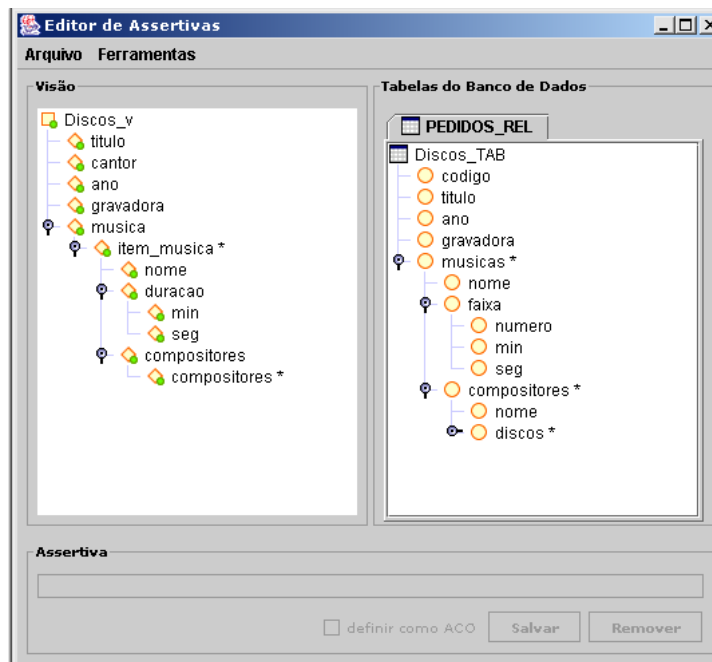 Editor de Assertivas
Arquivo Ferramentas
Visão
Discos_v
titulo
cantor
ano
gravadora
musica
item_musica *
nome
duracao
min
seg
compositores
compositores *
Tabelas do Banco de Dados
PEDIDOS_REL
Discos_TAB
codigo
titulo
ano
gravadora
musicas *
nome
faixa
numero
min
seg
compositores *
nome
discos *
Assertiva
definir como ACO
Salvar
Remover